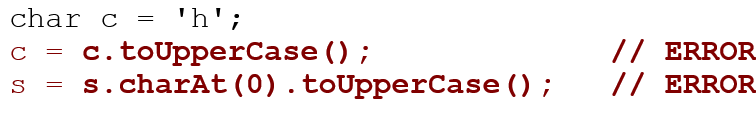 char c = 'h';
c = c.toUpperCase(); // ERROR
s = s.charAt(0).toUpperCase(); // ERROR